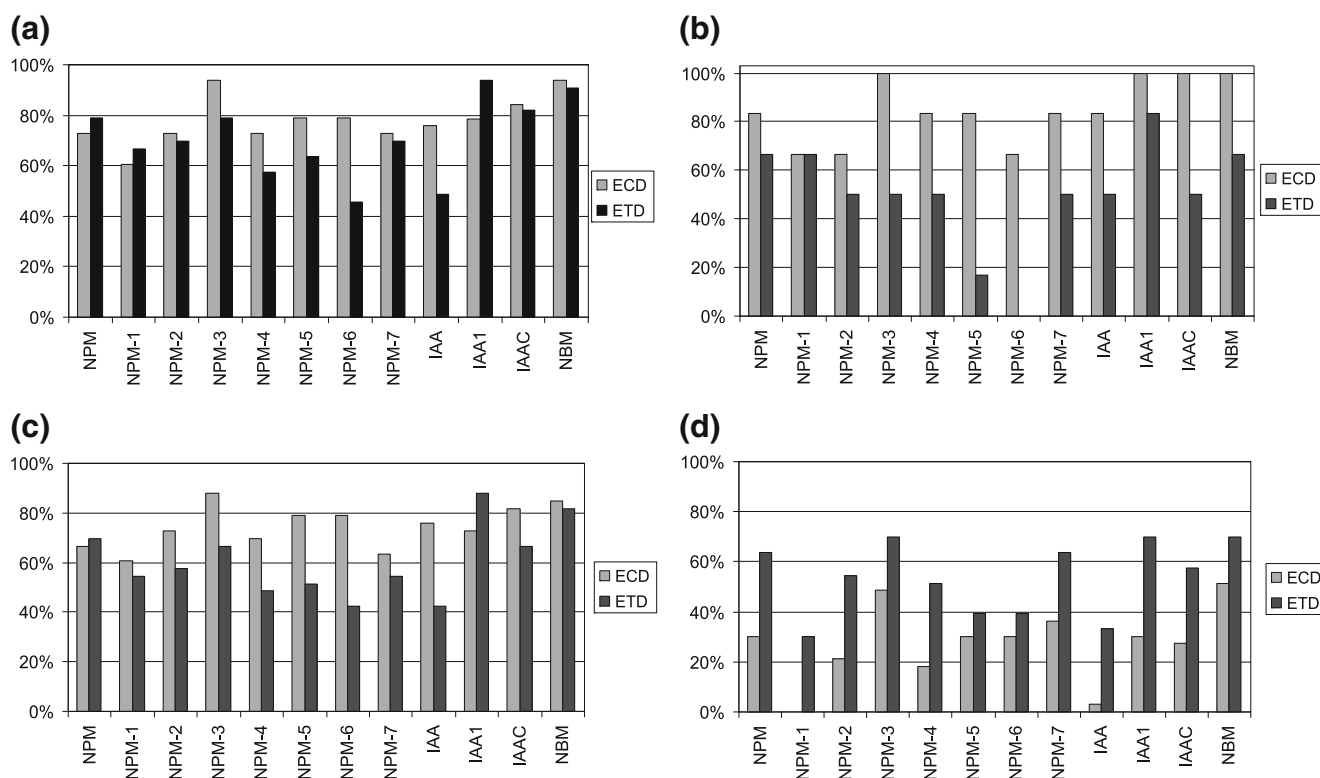 (a)
100%
80%
60%
40%
20%
0%
NPM
NPM-1
NPM-2
NPM-3
NPM-4
NPM-5
NPM-6
NPM-7
IAA
IAA1
IAAC
NBM
ECD
ETD
(b)
100%
80%
60%
40%
20%
0%
NPM
NPM-1
NPM-2
NPM-3
NPM-4
NPM-5
NPM-6
NPM-7
IAA
IAA1
IAAC
NBM
ECD
ETD
(c)
100%
80%
60%
40%
20%
0%
NPM
NPM-1
NPM-2
NPM-3
NPM-4
NPM-5
NPM-6
NPM-7
IAA
IAA1
IAAC
NBM
ECD
ETD
(d)
100%
80%
60%
40%
20%
0%
NPM
NPM-1
NPM-2
NPM-3
NPM-4
NPM-5
NPM-6
NPM-7
IAA
IAA1
IAAC
NBM
ECD
ETD